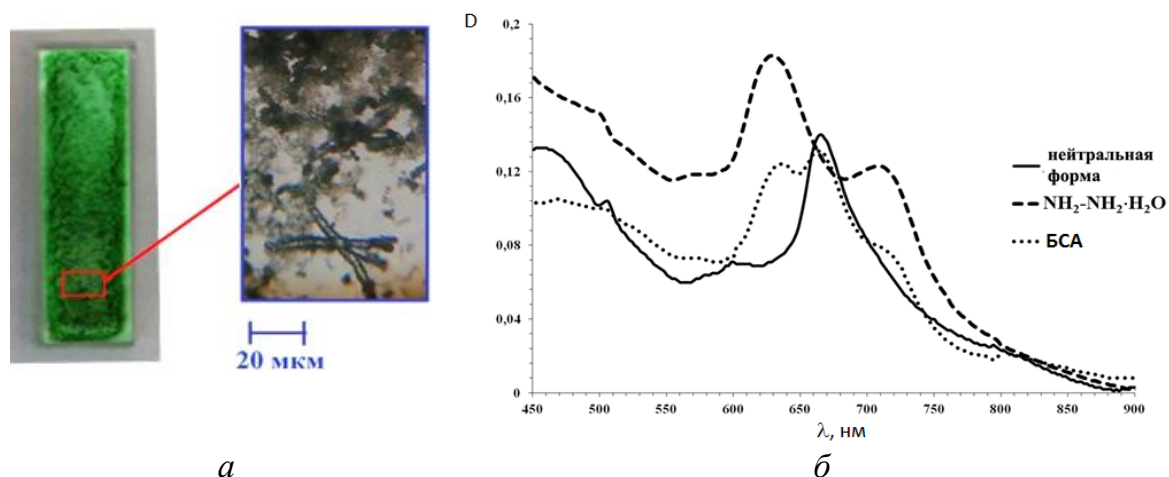 20 мкм
а
D
0,2
0,16
0,12
0,08
0,04
0
450
500
550
600
650
700
750
800
850
900
λ, нм
нейтральная
форма
NH₂-NH₂·H₂O
БСА
б